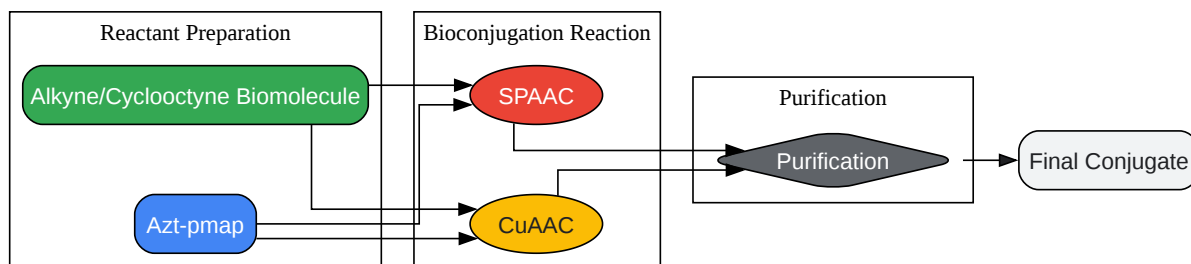 Reactant Preparation
Alkyne/Cyclooctyne Biomolecule
Azt-pmap
Bioconjugation Reaction
SPAAC
CuAAC
Purification
Purification
Final Conjugate